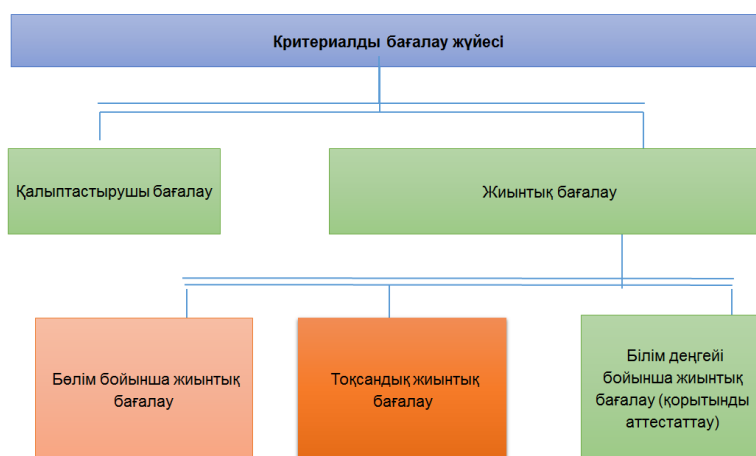 Критериалды бағалау жүйесі
Қалыптастырушы бағалау
Жиынтық бағалау
Бөлім бойынша жиынтық
бағалау
Тоқсандық жиынтық
бағалау
Білім деңгейі
бойынша жиынтық
бағалау (қорытынды
аттестаттау)